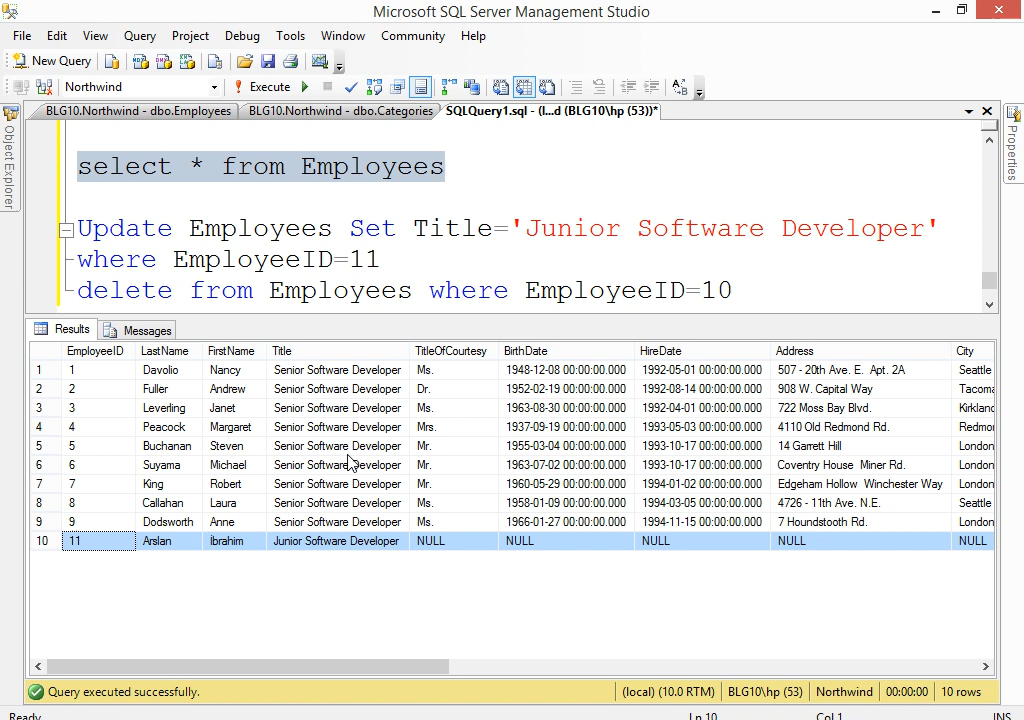 Microsoft SQL Server Management Studio
File Edit View Query Project Debug Tools Window Community Help
New Query
Northwind Execute
BLG10.Northwind - dbo.Employees BLG10.Northwind - dbo.Categories SQLQuery1.sql - (l...d (BLG10\hp (53))*
Object Explorer
Properties
select * from Employees
Update Employees Set Title='Junior Software Developer'
where EmployeeID=11
delete from Employees where EmployeeID=10
Results Messages
EmployeeID LastName FirstName Title TitleOfCourtesy BirthDate HireDate Address City
1 1 Davolio Nancy Senior Software Developer Ms. 1948-12-08 00:00:00.000 1992-05-01 00:00:00.000 507 - 20th Ave. E. Apt. 2A Seattle
2 2 Fuller Andrew Senior Software Developer Dr. 1952-02-19 00:00:00.000 1992-08-14 00:00:00.000 908 W. Capital Way Tacoma
3 3 Leverling Janet Senior Software Developer Ms. 1963-08-30 00:00:00.000 1992-04-01 00:00:00.000 722 Moss Bay Blvd. Kirklanc
4 4 Peacock Margaret Senior Software Developer Mrs. 1937-09-19 00:00:00.000 1993-05-03 00:00:00.000 4110 Old Redmond Rd. Redmo
5 5 Buchanan Steven Senior Software Developer Mr. 1955-03-04 00:00:00.000 1993-10-17 00:00:00.000 14 Garrett Hill London
6 6 Suyama Michael Senior Software Developer Mr. 1963-07-02 00:00:00.000 1993-10-17 00:00:00.000 Coventry House Miner Rd. London
7 7 King Robert Senior Software Developer Mr. 1960-05-29 00:00:00.000 1994-01-02 00:00:00.000 Edgeham Hollow Winchester Way London
8 8 Callahan Laura Senior Software Developer Ms. 1958-01-09 00:00:00.000 1994-03-05 00:00:00.000 4726 - 11th Ave. N.E. Seattle
9 9 Dodsworth Anne Senior Software Developer Ms. 1966-01-27 00:00:00.000 1994-11-15 00:00:00.000 7 Houndstooth Rd. London
10 11 Arslan İbrahim Junior Software Developer NULL NULL NULL NULL NULL
Query executed successfully. (local) (10.0 RTM) BLG10\hp (53) Northwind 00:00:00 10 rows
Ready Ln 10 Col 1 INS